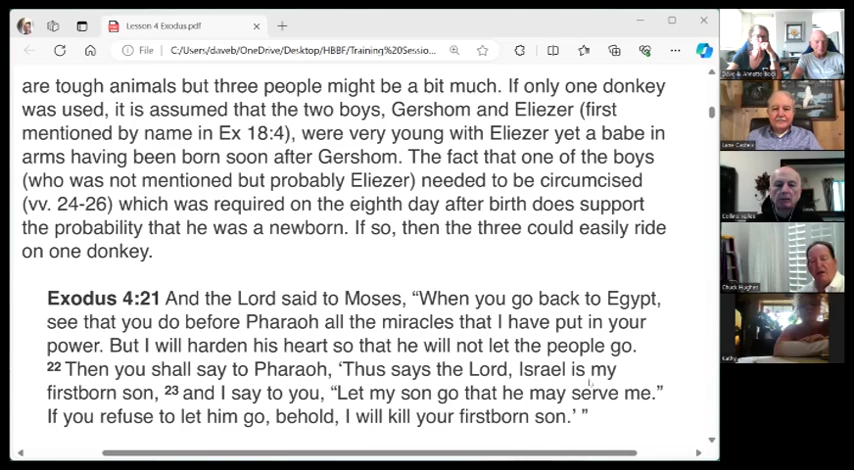 Lesson 4 Exodus.pdf
File
C:/Users/daveb/OneDrive/Desktop/HBBF/Training%20Sessio...
are tough animals but three people might be a bit much. If only one donkey
was used, it is assumed that the two boys, Gershom and Eliezer (first
mentioned by name in Ex 18:4), were very young with Eliezer yet a babe in
arms having been born soon after Gershom. The fact that one of the boys
(who was not mentioned but probably Eliezer) needed to be circumcised
(vv. 24-26) which was required on the eighth day after birth does support
the probability that he was a newborn. If so, then the three could easily ride
on one donkey.
Exodus 4:21 And the Lord said to Moses, “When you go back to Egypt,
see that you do before Pharaoh all the miracles that I have put in your
power. But I will harden his heart so that he will not let the people go.
22 Then you shall say to Pharaoh, ‘Thus says the Lord, Israel is my
firstborn son, 23 and I say to you, “Let my son go that he may serve me.”
If you refuse to let him go, behold, I will kill your firstborn son.’ ”
Dave & Annette
Chuck Hughes
Kathy